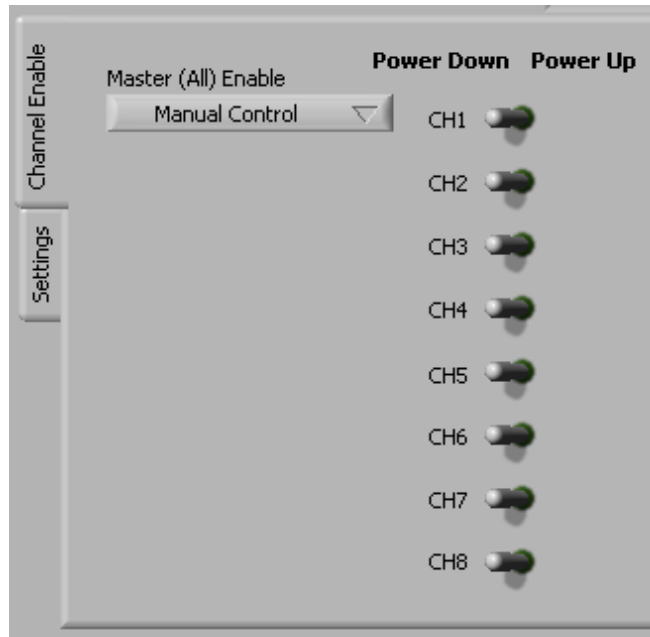 Channel Enable
Settings
Master (All) Enable
Manual Control
Power Down Power Up
CH1
CH2
CH3
CH4
CH5
CH6
CH7
CH8